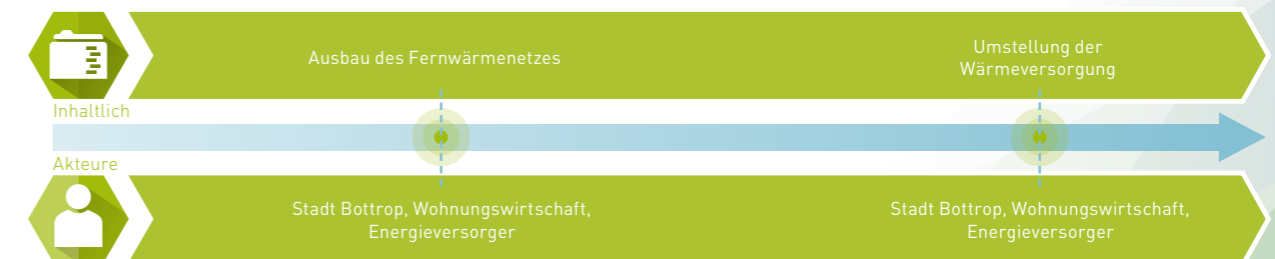 Ausbau des Fernwärmenetzes
Umstellung der
Wärmeversorgung
Inhaltlich
Akteure
Stadt Bottrop, Wohnungswirtschaft,
Energieversorger
Stadt Bottrop, Wohnungswirtschaft,
Energieversorger